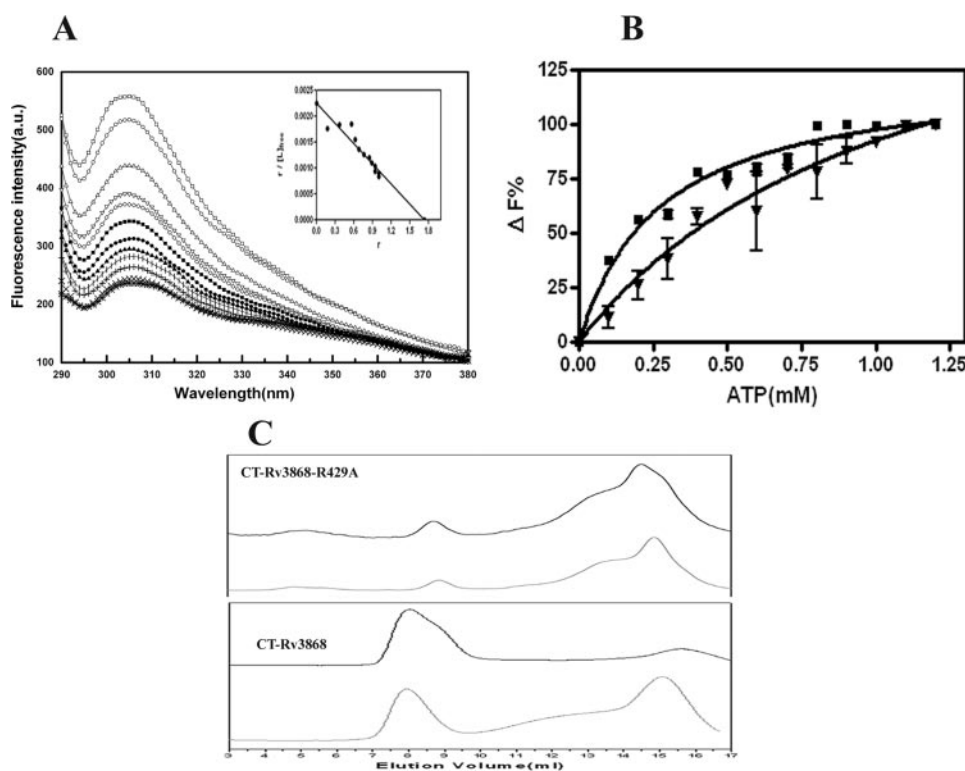 A
600
500
400
300
200
100
Fluorescence intensity(a.u.)
290 300 310 320 330 340 350 360 370 380
Wavelength(nm)
0.0025
0.0020
0.0015
0.0010
0.0005
0.0000
0.0 0.3 0.6 0.9 1.2 1.5 1.8
r
B
125
100
75
50
25
0
Δ F%
0.00 0.25 0.50 0.75 1.00 1.25
ATP(mM)
C
CT-Rv3868-R429A
CT-Rv3868
3 4 5 6 7 8 9 10 11 12 13 14 15 16 17
Elution Volume(ml)